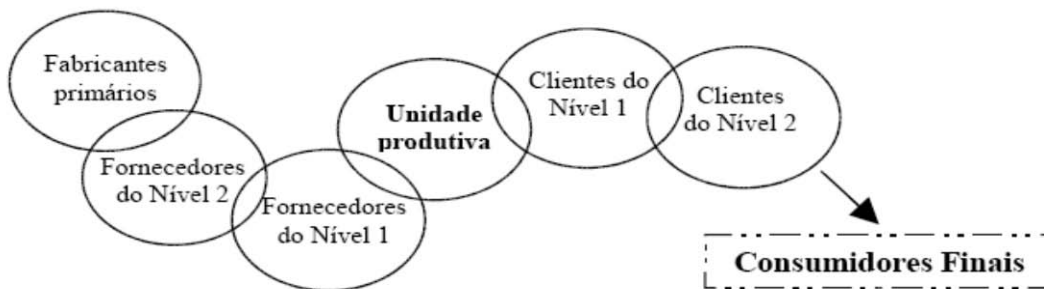 Fabricantes
primários
Fornecedores
do Nível 2
Fornecedores
do Nível 1
Unidade
produtiva
Clientes do
Nível 1
Clientes
do Nível 2
Consumidores Finais